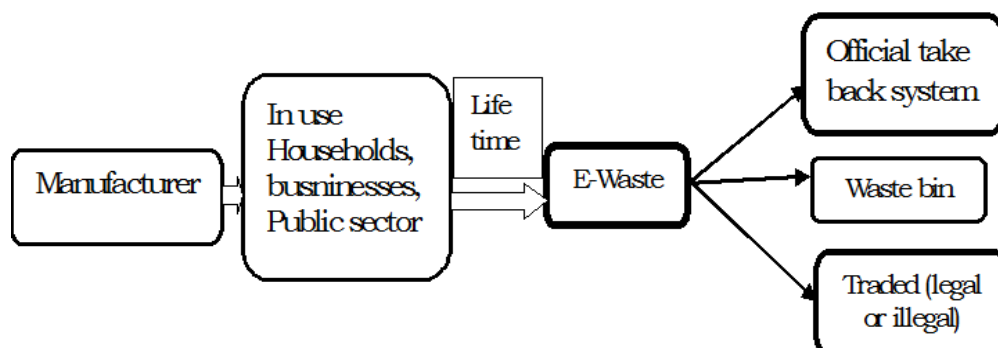 Manufacturer
In use
Households,
busninesses,
Public sector
Life
time
E-Waste
Official take
back system
Waste bin
Traded (legal
or illegal)